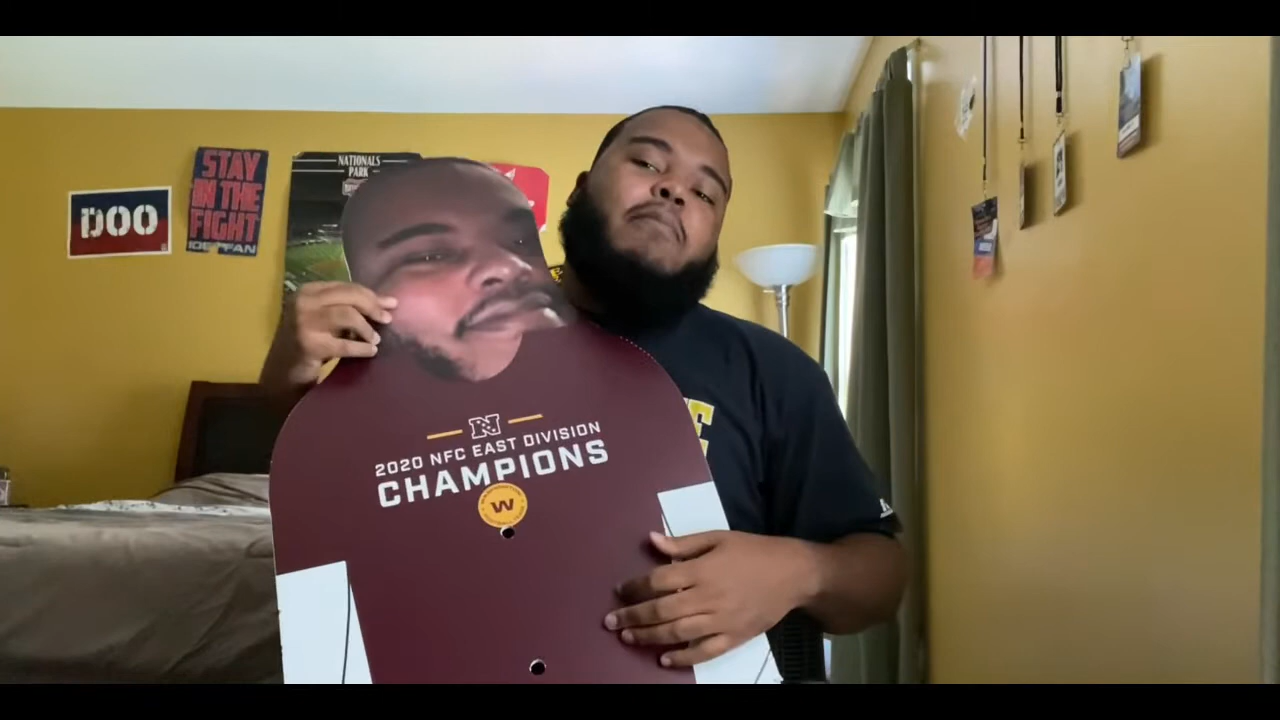 DOO
STAY
IN THE
FIGHT
NATIONALS
PARK
N
2020 NFC EAST DIVISION
CHAMPIONS
W